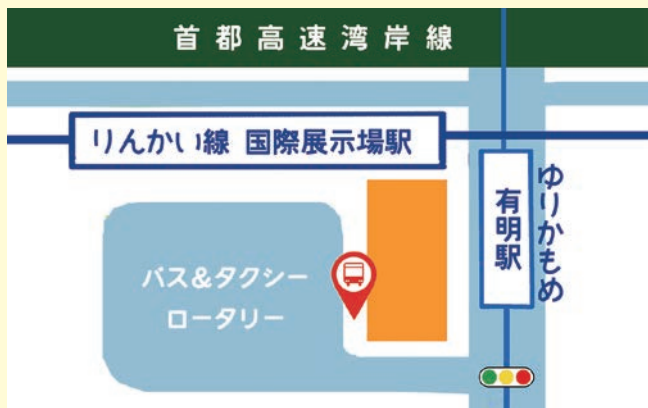 首都高速湾岸線
りんかい線 国際展示場駅
ゆりかもめ
有明駅
バス&タクシー
ロータリー